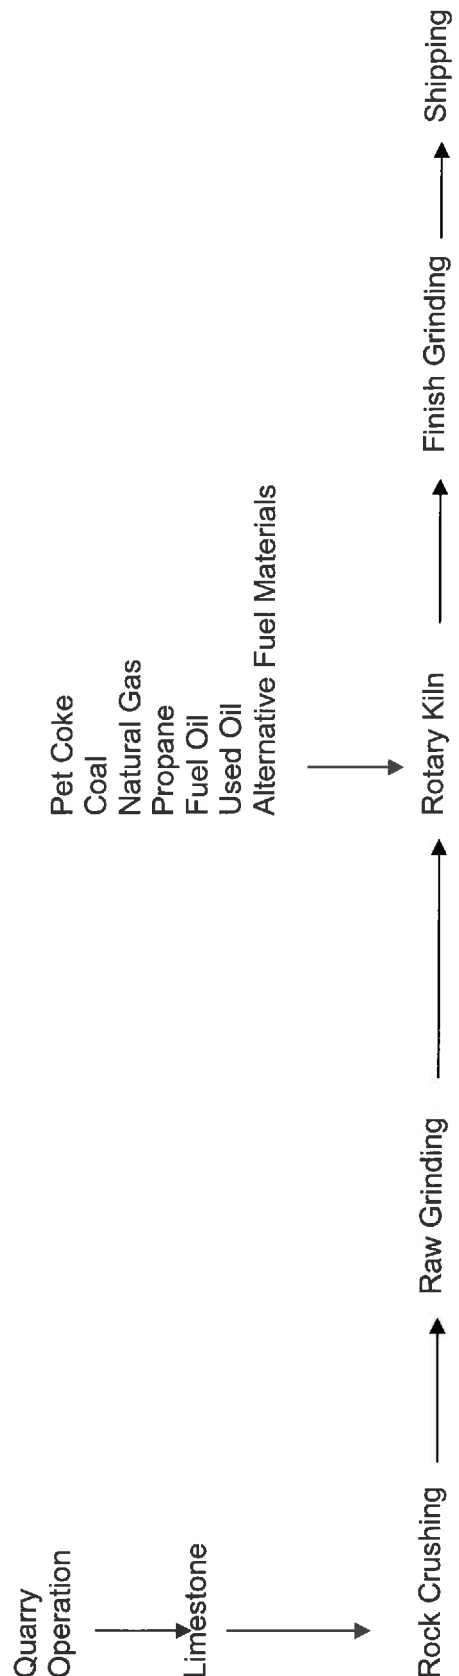 Quarry
Operation
Limestone
Pet Coke
Coal
Natural Gas
Propane
Fuel Oil
Used Oil
Alternative Fuel Materials
Rock Crushing
Raw Grinding
Rotary Kiln
Finish Grinding
Shipping